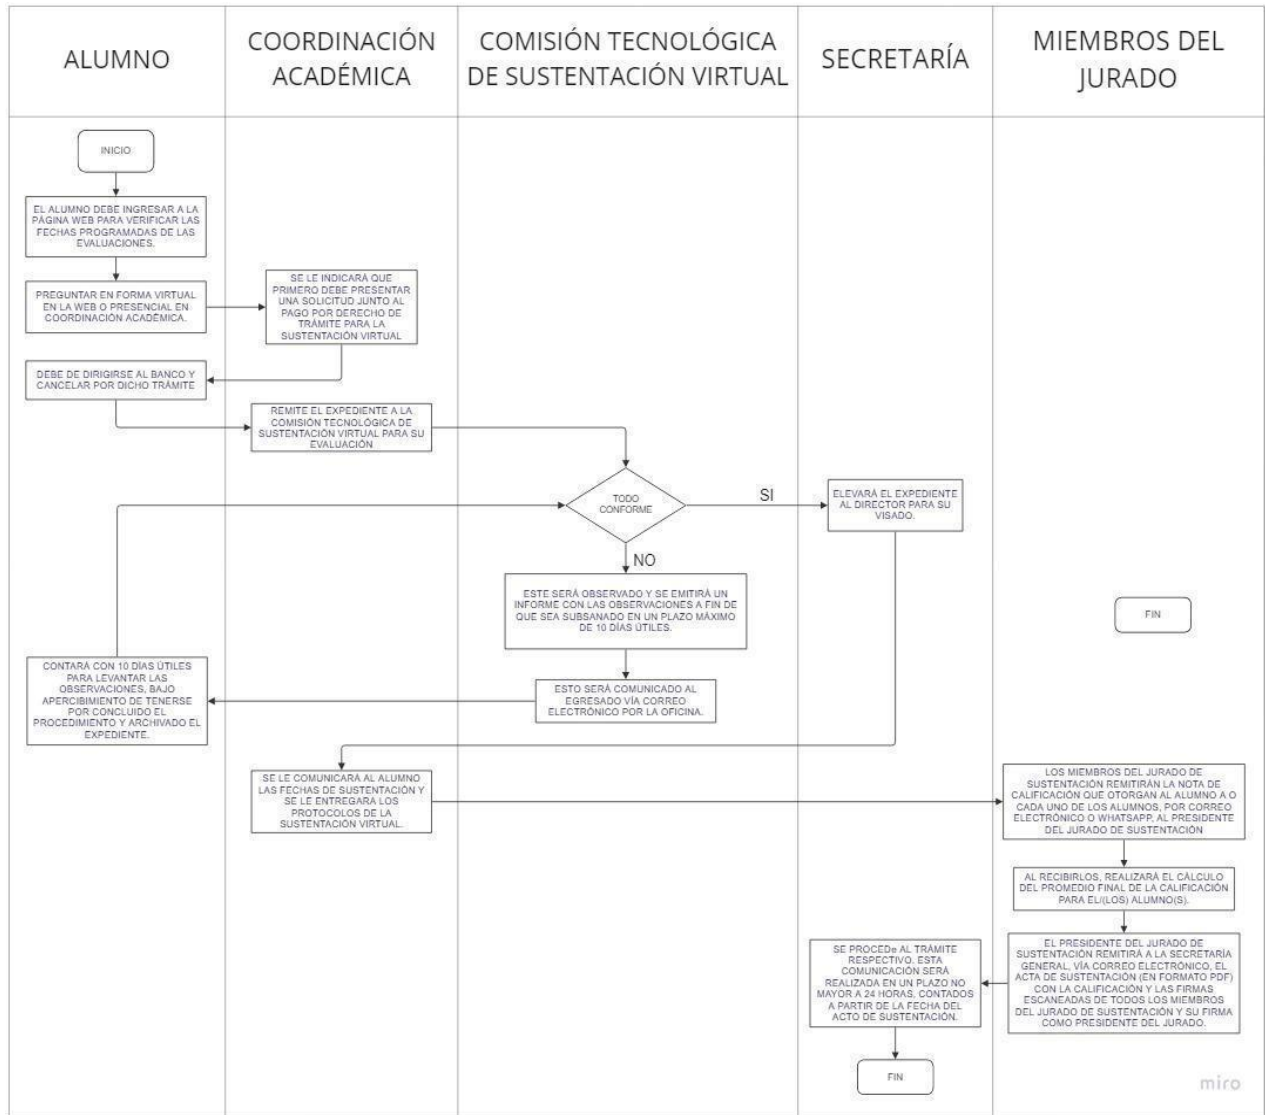 ALUMNO
COORDINACIÓN
ACADÉMICA
COMISIÓN TECNOLÓGICA
DE SUSTENTACIÓN VIRTUAL
SECRETARÍA
MIEMBROS DEL
JURADO
INICIO
EL ALUMNO DEBE INGRESAR A LA
PÁGINA WEB PARA VERIFICAR LAS
FECHAS PROGRAMADAS DE LAS
EVALUACIONES.
PREGUNTAR EN FORMA VIRTUAL
EN LA WEB O PRESENCIAL EN
COORDINACIÓN ACADÉMICA.
SE LE INDICARÁ QUE
PRIMERO DEBE PRESENTAR
UNA SOLICITUD JUNTO AL
PAGO POR DERECHO DE
TRÁMITE PARA LA
SUSTENTACIÓN VIRTUAL
DEBE DE DIRIGIRSE AL BANCO Y
CANCELAR POR DICHO TRÁMITE
REMITE EL EXPEDIENTE A LA
COMISIÓN TECNOLÓGICA DE
SUSTENTACIÓN VIRTUAL PARA SU
EVALUACIÓN
TODO
CONFORME
SI
ELEVARÁ EL EXPEDIENTE
AL DIRECTOR PARA SU
VISADO.
NO
ESTE SERÁ OBSERVADO Y SE EMITIRÁ UN
INFORME CON LAS OBSERVACIONES A FIN DE
QUE SEA SUBSANADO EN UN PLAZO MÁXIMO
DE 10 DÍAS ÚTILES.
FIN
CONTARÁ CON 10 DÍAS ÚTILES
PARA LEVANTAR LAS
OBSERVACIONES, BAJO
APERCIBIMIENTO DE TENERSE
POR CONCLUIDO EL
PROCEDIMIENTO Y ARCHIVADO EL
EXPEDIENTE.
ESTO SERÁ COMUNICADO AL
EGRESADO VÍA CORREO
ELECTRÓNICO POR LA OFICINA.
SE LE COMUNICARÁ AL ALUMNO
LAS FECHAS DE SUSTENTACIÓN Y
SE LE ENTREGARA LOS
PROTOCOLOS DE LA
SUSTENTACIÓN VIRTUAL.
LOS MIEMBROS DEL JURADO DE
SUSTENTACIÓN REMITIRÁN LA NOTA DE
CALIFICACIÓN QUE OTORGAN AL ALUMNO A O
CADA UNO DE LOS ALUMNOS, POR CORREO
ELECTRÓNICO O WHATSAPP, AL PRESIDENTE
DEL JURADO DE SUSTENTACIÓN
AL RECIBIRLOS, REALIZARÁ EL CÁLCULO
DEL PROMEDIO FINAL DE LA CALIFICACIÓN
PARA EL/(LOS) ALUMNO(S).
SE PROCEDe AL TRÁMITE
RESPECTIVO. ESTA
COMUNICACIÓN SERÁ
REALIZADA EN UN PLAZO NO
MAYOR A 24 HORAS, CONTADOS
A PARTIR DE LA FECHA DEL
ACTO DE SUSTENTACIÓN.
EL PRESIDENTE DEL JURADO DE
SUSTENTACIÓN REMITIRÁ A LA SECRETARÍA
GENERAL, VÍA CORREO ELECTRÓNICO, EL
ACTA DE SUSTENTACIÓN (EN FORMATO PDF)
CON LA CALIFICACIÓN Y LAS FIRMAS
ESCANEADAS DE TODOS LOS MIEMBROS
DEL JURADO DE SUSTENTACIÓN Y SU FIRMA
COMO PRESIDENTE DEL JURADO.
FIN
miro